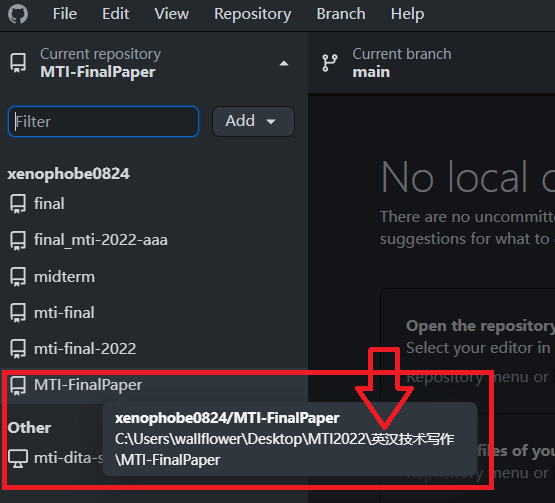 File Edit View Repository Branch Help
Current repository
MTI-FinalPaper
Current branch
main
Filter
Add
No local c
There are no uncommitte
suggestions for what to
xenophobe0824
final
final_mti-2022-aaa
midterm
mti-final
mti-final-2022
MTI-FinalPaper
Open the repository
Select your editor in
Repository menu or
xenophobe0824/MTI-FinalPaper
C:\Users\wallflower\Desktop\MTI2022\英汉技术写作
\MTI-FinalPaper
Other
mti-dita-s
files of you
Repository menu or